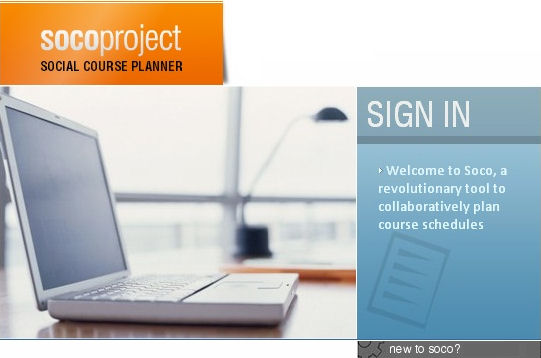 socoproject
SOCIAL COURSE PLANNER
SIGN IN
Welcome to Soco, a
revolutionary tool to
collaboratively plan
course schedules
new to soco?